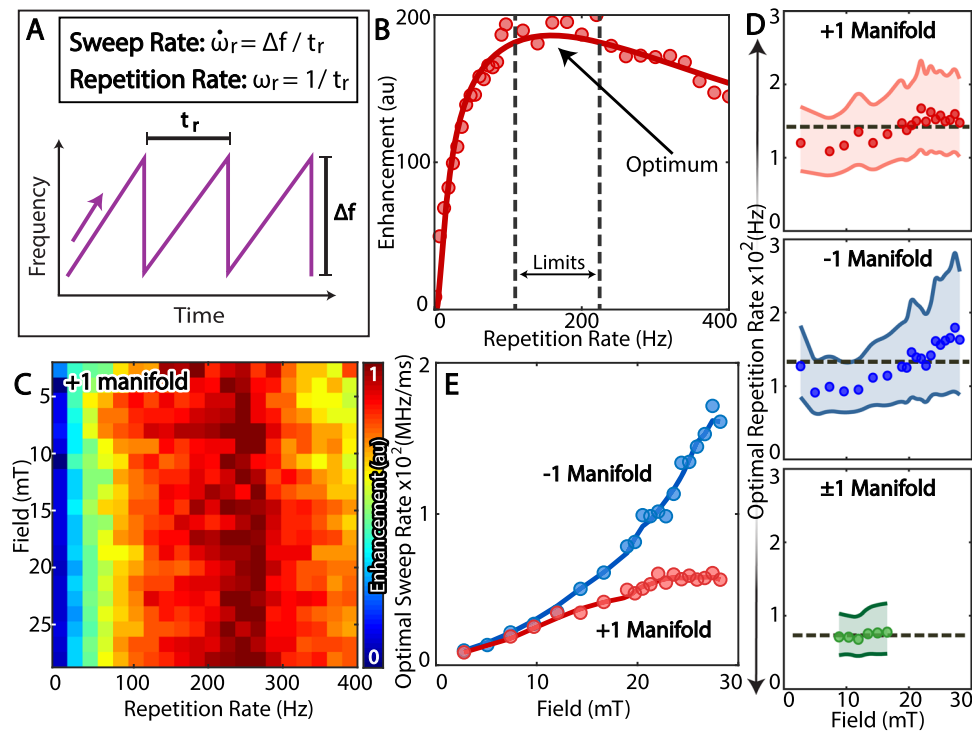 A
Sweep Rate: ω̇r = Δf / tr
Repetition Rate: ωr = 1/ tr
tr
Δf
Frequency
Time
B
200
100
0
Enhancement (au)
Optimum
Limits
0
200
400
Repetition Rate (Hz)
C
+1 manifold
5
10
15
20
25
Field (mT)
0
100
200
300
400
Repetition Rate (Hz)
1
Enhancement (au)
0
E
2
1
0
Optimal Sweep Rate x10²(MHz/ms)
-1 Manifold
+1 Manifold
0
10
20
30
Field (mT)
D
Optimal Repetition Rate x10² (Hz)
+1 Manifold
3
2
1
0
-1 Manifold
3
2
1
0
±1 Manifold
3
2
1
0
10
20
30
Field (mT)